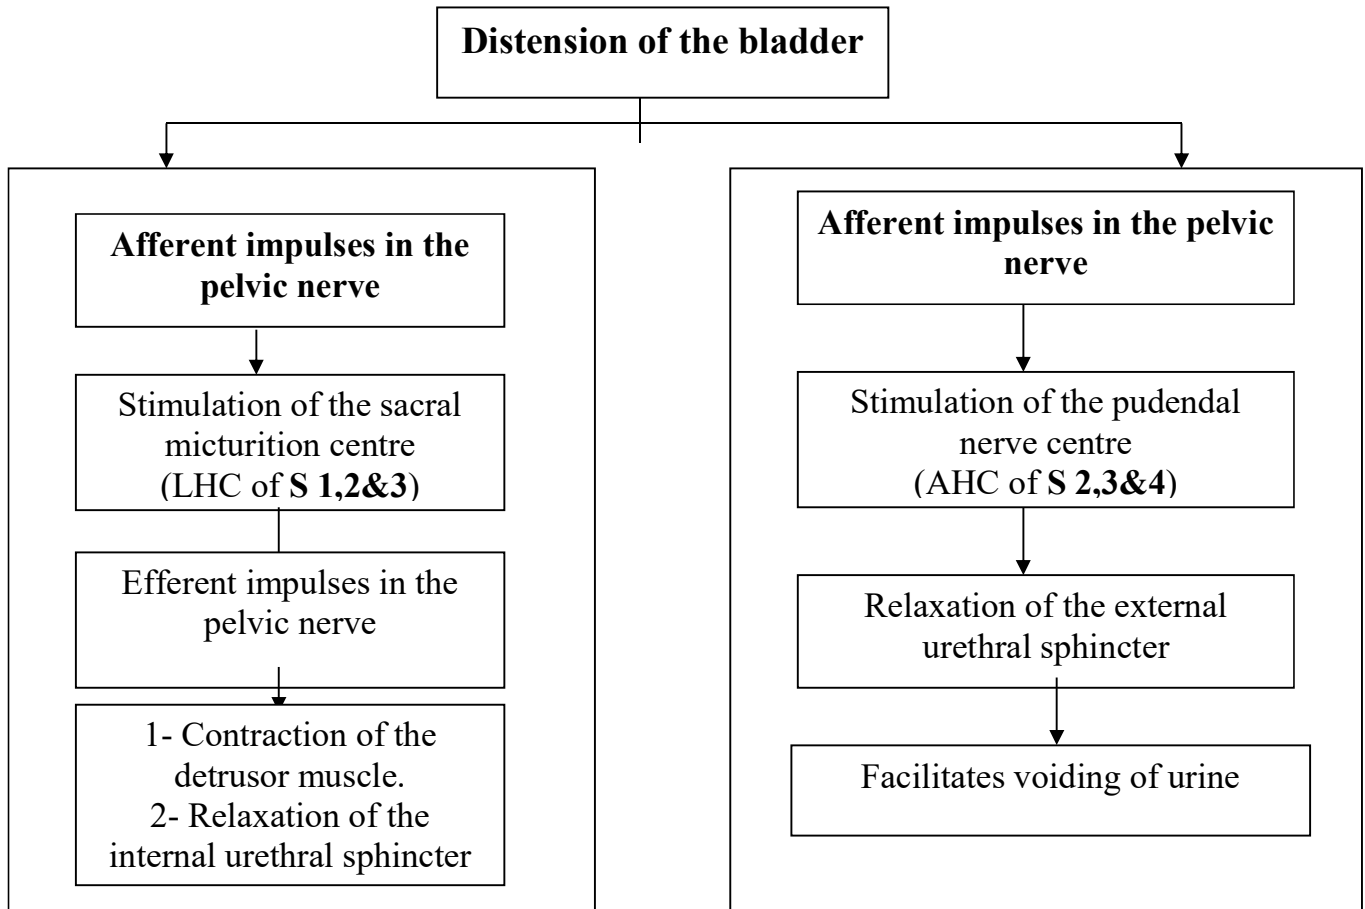 Distension of the bladder
Afferent impulses in the
pelvic nerve
Stimulation of the sacral
micturition centre
(LHC of S 1,2&3)
Efferent impulses in the
pelvic nerve
1- Contraction of the
detrusor muscle.
2- Relaxation of the
internal urethral sphincter
Afferent impulses in the pelvic
nerve
Stimulation of the pudendal
nerve centre
(AHC of S 2,3&4)
Relaxation of the external
urethral sphincter
Facilitates voiding of urine